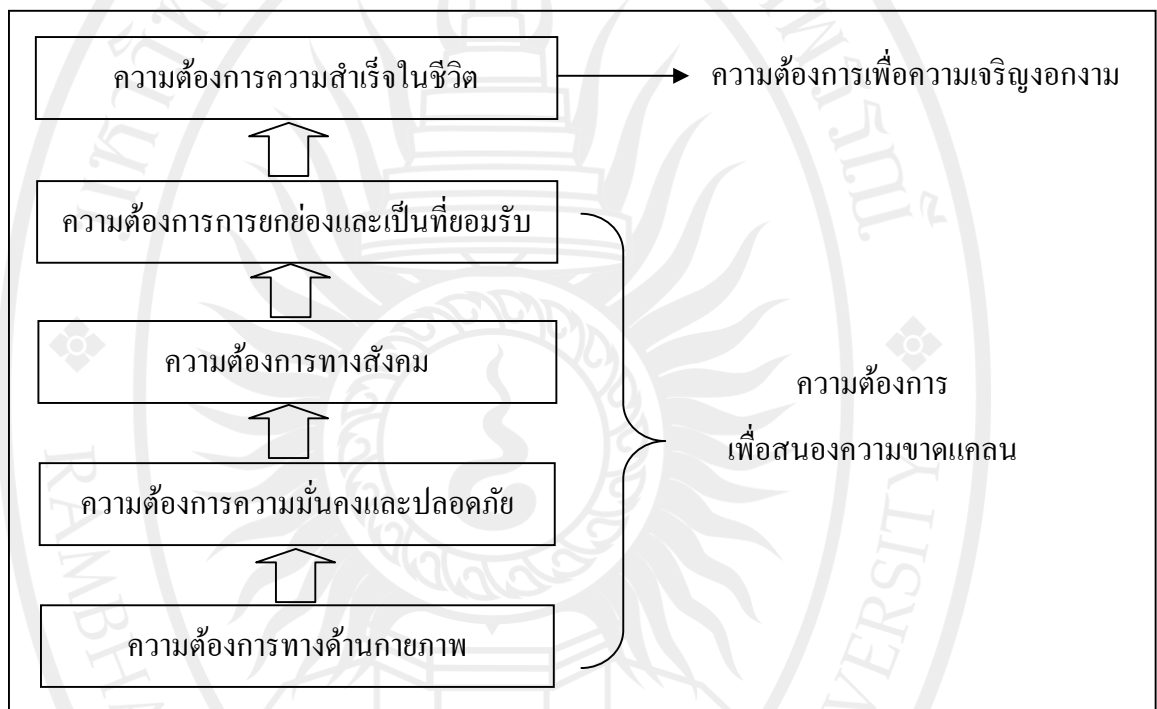 ความต้องการความสำเร็จในชีวิต
ความต้องการเพื่อความเจริญงอกงาม
ความต้องการการยกย่องและเป็นที่ยอมรับ
ความต้องการทางสังคม
ความต้องการ
เพื่อสนองความขาดแคลน
ความต้องการความมั่นคงและปลอดภัย
ความต้องการทางด้านกายภาพ